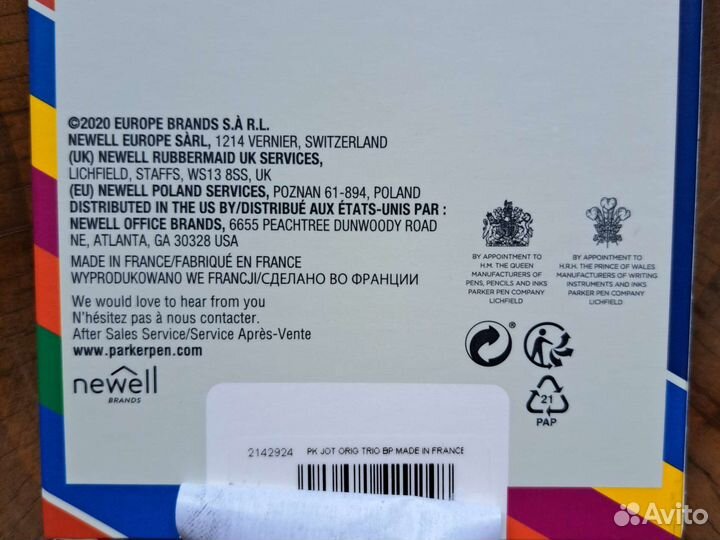 ©2020 EUROPE BRANDS S.À R.L.
NEWELL EUROPE SÀRL, 1214 VERNIER, SWITZERLAND
(UK) NEWELL RUBBERMAID UK SERVICES,
LICHFIELD, STAFFS, WS13 8SS, UK
(EU) NEWELL POLAND SERVICES, POZNAN 61-894, POLAND
DISTRIBUTED IN THE US BY/DISTRIBUÉ AUX ÉTATS-UNIS PAR :
NEWELL OFFICE BRANDS, 6655 PEACHTREE DUNWOODY ROAD
NE, ATLANTA, GA 30328 USA
MADE IN FRANCE/FABRIQUÉ EN FRANCE
WYPRODUKOWANO WE FRANCJI/СДЕЛАНО ВО ФРАНЦИИ
We would love to hear from you
N'hésitez pas à nous contacter.
After Sales Service/Service Après-Vente
www.parkerpen.com
newell
BRANDS
BY APPOINTMENT TO
H.M. THE QUEEN
MANUFACTURERS OF
PENS, PENCILS AND INKS
PARKER PEN COMPANY
LICHFIELD
BY APPOINTMENT TO
H.R.H. THE PRINCE OF WALES
MANUFACTURERS OF WRITING
INSTRUMENTS AND INKS
PARKER PEN COMPANY
LICHFIELD
®
21
PAP
2142924 PK JOT ORIG TRIO BP MADE IN FRANCE
Avito